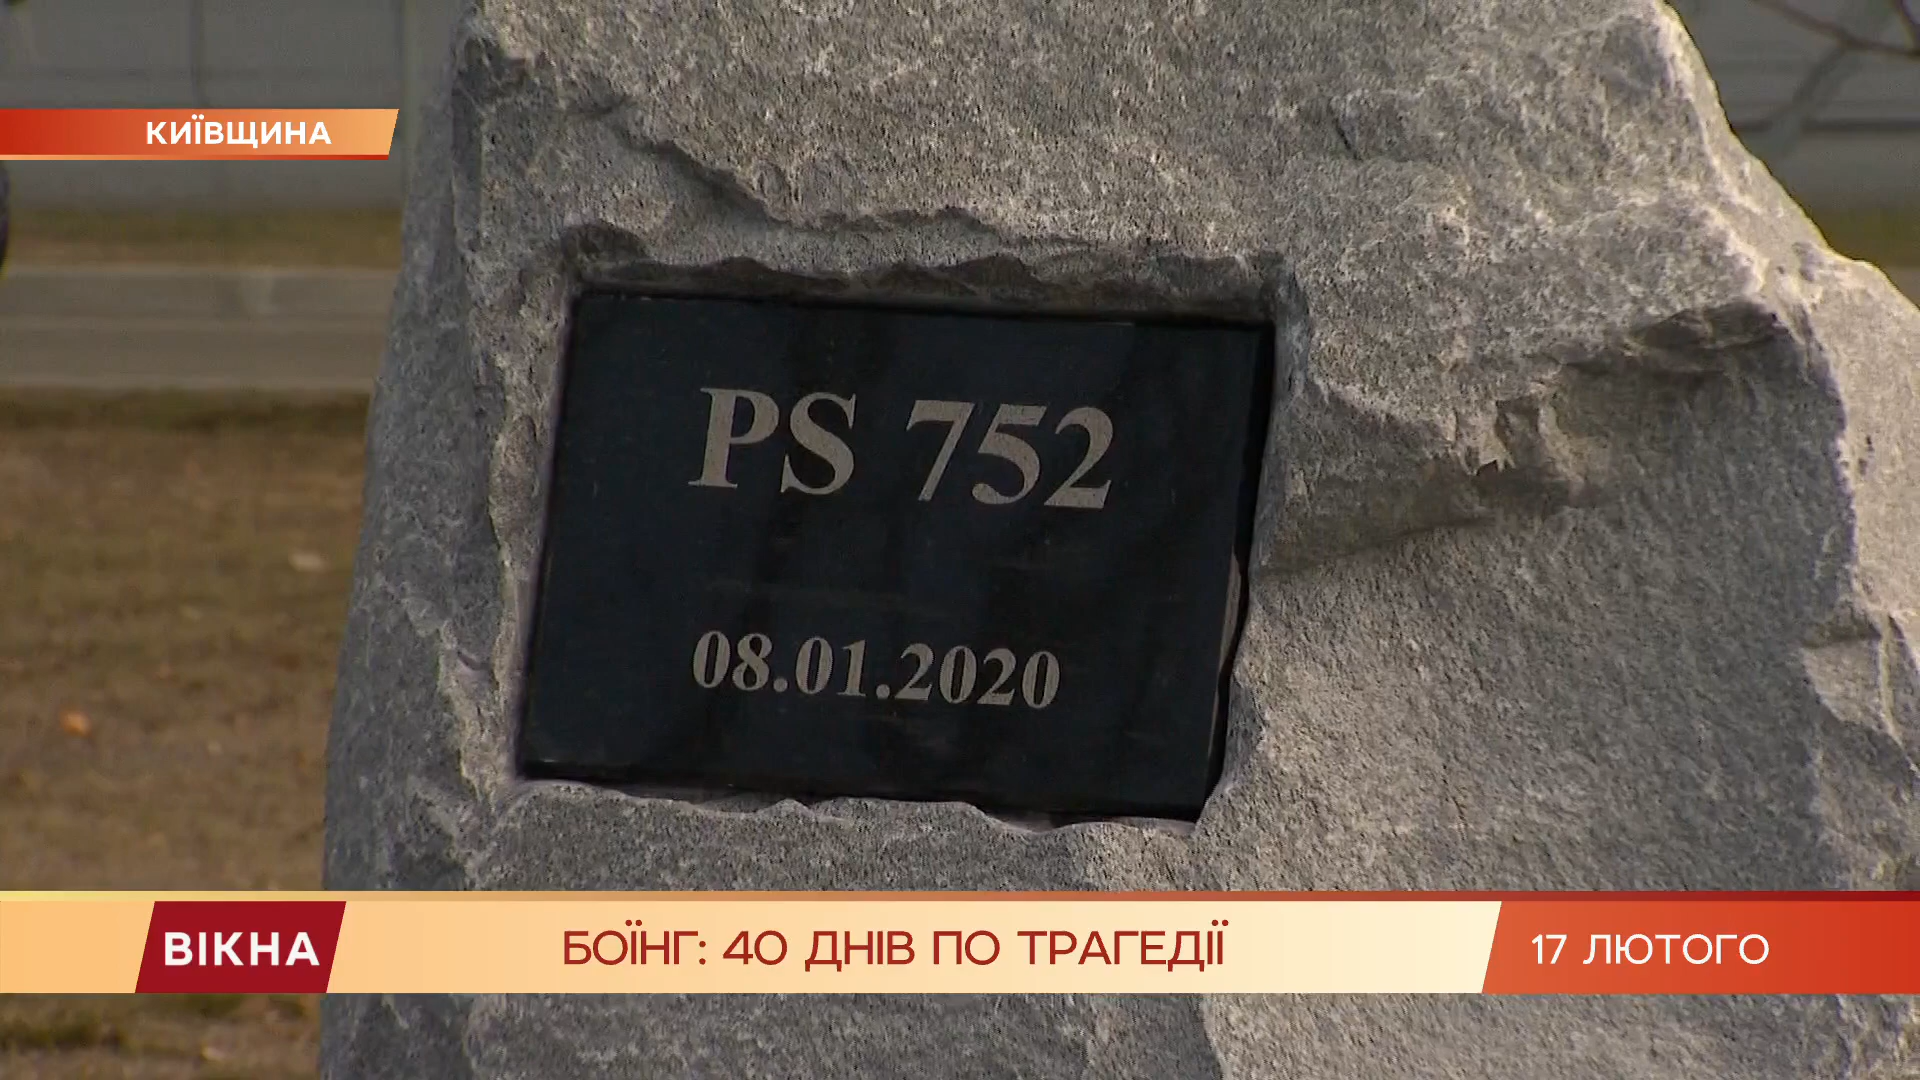 КИЇВЩИНА
PS 752
08.01.2020
ВІКНА
БОЇНГ: 40 ДНІВ ПО ТРАГЕДІЇ
17 ЛЮТОГО